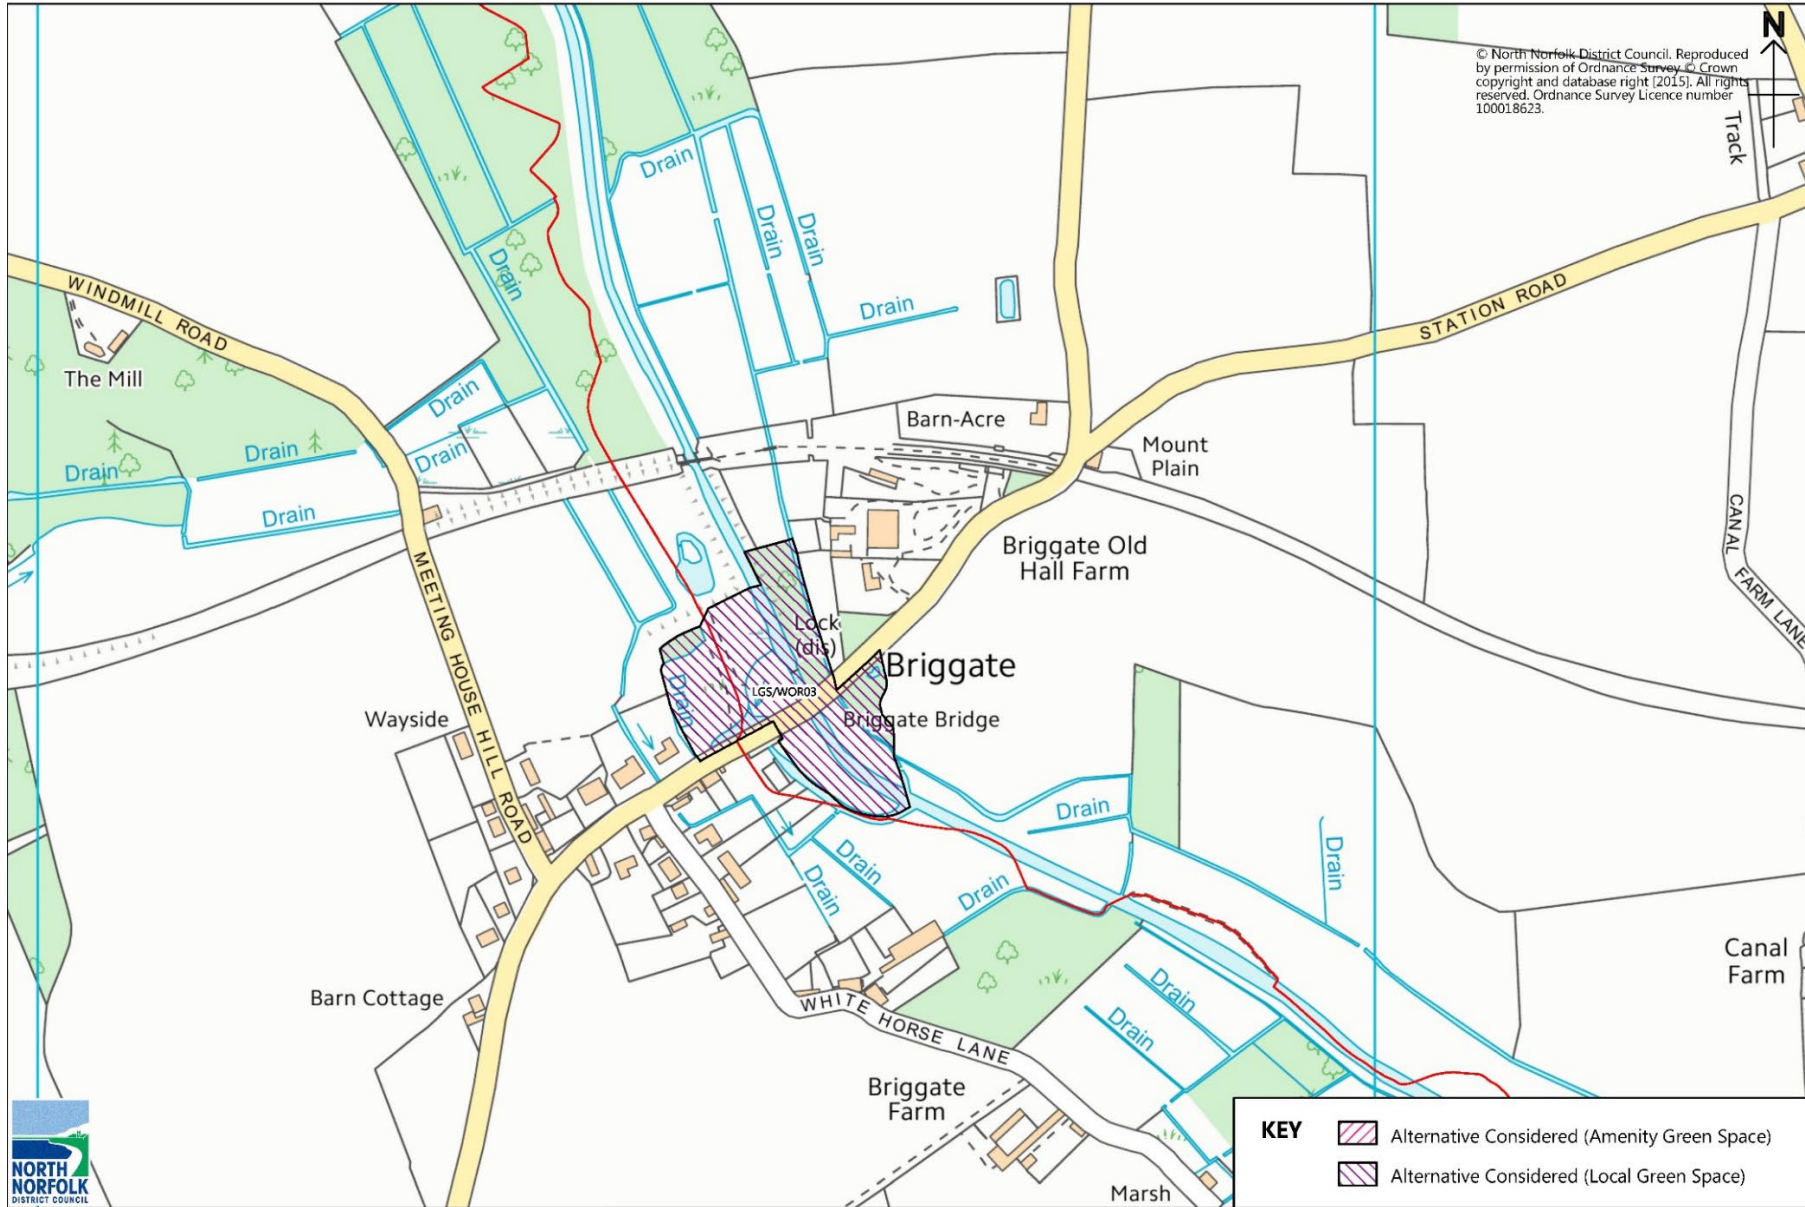 N
© North Norfolk District Council. Reproduced
by permission of Ordnance Survey © Crown
copyright and database right [2015]. All rights
reserved. Ordnance Survey Licence number
100018623.
Track
Drain
Drain
Drain
Drain
Drain
WINDMILL ROAD
STATION ROAD
The Mill
Drain
Barn-Acre
Mount
Plain
Drain
Drain
Drain
Drain
CANAL FARM LANE
Briggate Old
Hall Farm
MEETING HOUSE HILL ROAD
Lock
(dis)
Briggate
LGS/WOR03
Drain
Wayside
Briggate Bridge
Drain
Drain
Drain
Drain
Drain
Canal
Farm
Barn Cottage
Drain
Drain
WHITE HORSE LANE
Briggate
Farm
Marsh
NORTH
NORFOLK
DISTRICT COUNCIL
KEY
Alternative Considered (Amenity Green Space)
Alternative Considered (Local Green Space)